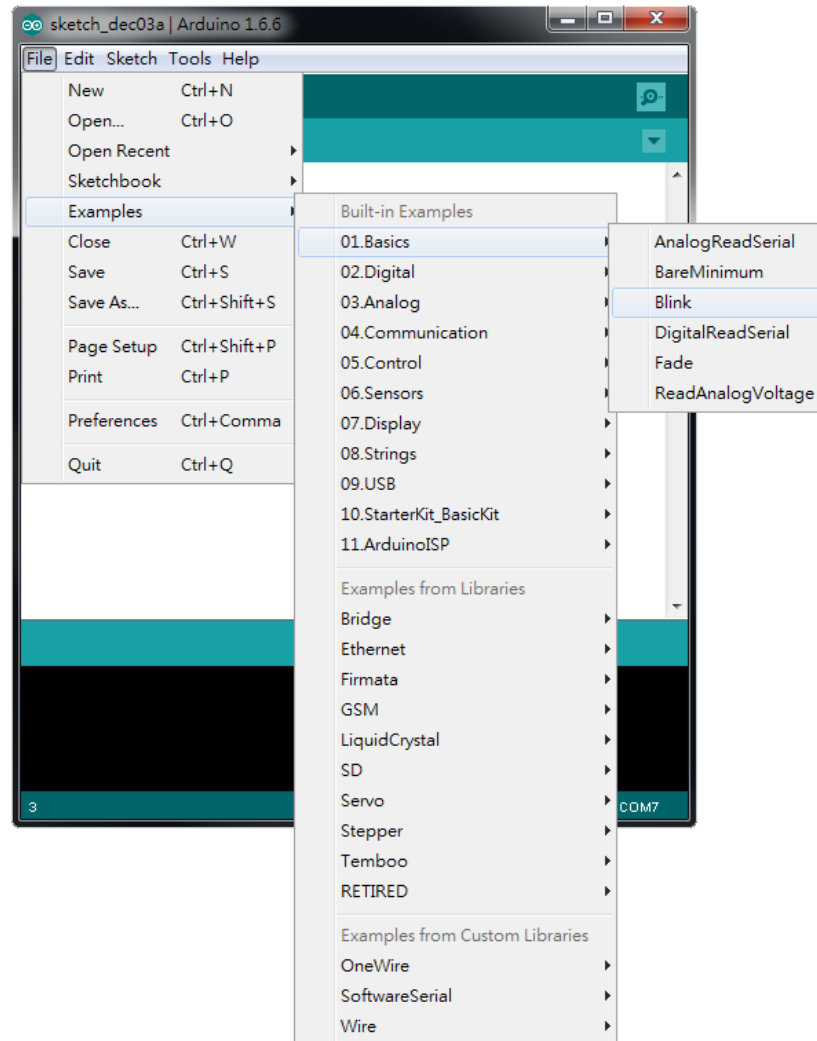 sketch_dec03a | Arduino 1.6.6
File Edit Sketch Tools Help
New Ctrl+N
Open... Ctrl+O
Open Recent
Sketchbook
Examples
Close Ctrl+W
Save Ctrl+S
Save As... Ctrl+Shift+S
Page Setup Ctrl+Shift+P
Print Ctrl+P
Preferences Ctrl+Comma
Quit Ctrl+Q
Built-in Examples
01.Basics
02.Digital
03.Analog
04.Communication
05.Control
06.Sensors
07.Display
08.Strings
09.USB
10.StarterKit_BasicKit
11.ArduinoISP
Examples from Libraries
Bridge
Ethernet
Firmata
GSM
LiquidCrystal
SD
Servo
Stepper
Temboo
RETIRED
Examples from Custom Libraries
OneWire
SoftwareSerial
Wire
AnalogReadSerial
BareMinimum
Blink
DigitalReadSerial
Fade
ReadAnalogVoltage
3 COM7